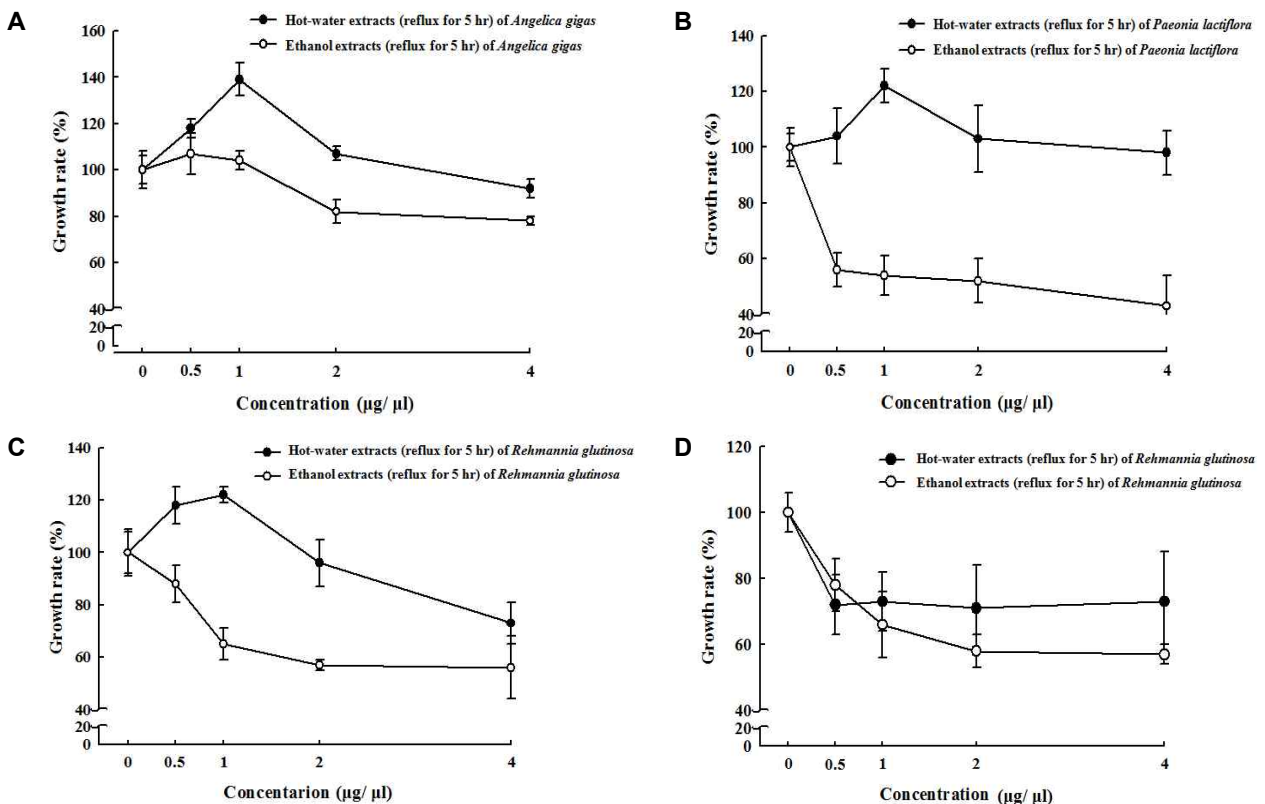 A
Hot-water extracts (reflux for 5 hr) of Angelica gigas
Ethanol extracts (reflux for 5 hr) of Angelica gigas
160
140
120
100
80
60
40
20
0
Growth rate (%)
0 0.5 1 2 4
Concentration (μg/ μl)
B
Hot-water extracts (reflux for 5 hr) of Paeonia lactiflora
Ethanol extracts (reflux for 5 hr) of Paeonia lactiflora
140
120
100
80
60
40
20
0
Growth rate (%)
0 0.5 1 2 4
Concentration (μg/ μl)
C
Hot-water extracts (reflux for 5 hr) of Rehmannia glutinosa
Ethanol extracts (reflux for 5 hr) of Rehmannia glutinosa
140
120
100
80
60
40
20
0
Growth rate (%)
0 0.5 1 2 4
Concentarion (μg/ μl)
D
Hot-water extracts (reflux for 5 hr) of Rehmannia glutinosa
Ethanol extracts (reflux for 5 hr) of Rehmannia glutinosa
120
100
80
60
40
20
0
Growth rate (%)
0 0.5 1 2 4
Concentration (μg/ μl)